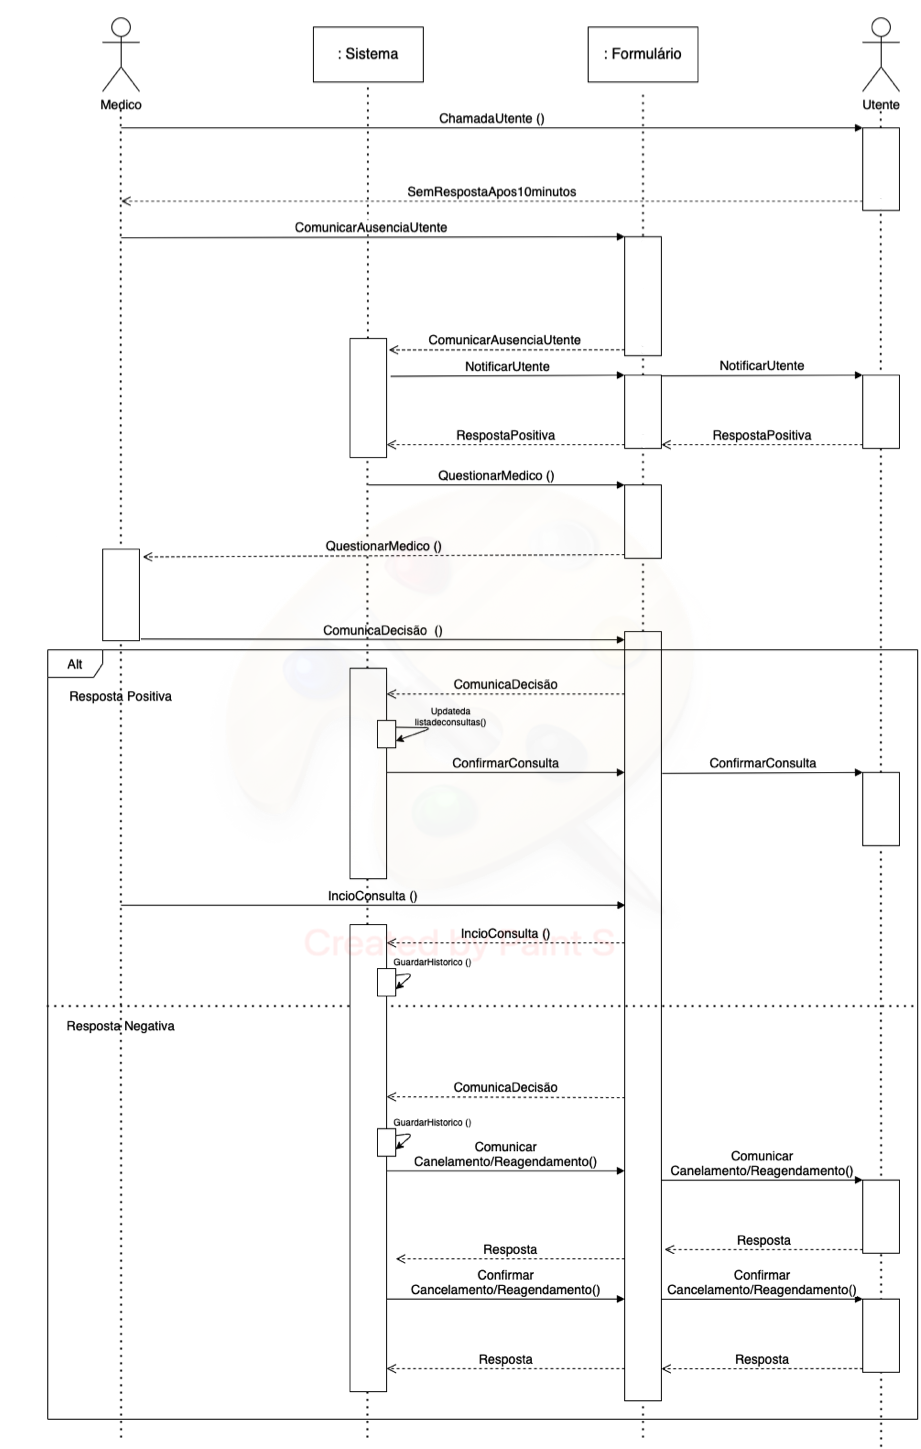 : Sistema
: Formulário
Medico
Utente
ChamadaUtente ()
SemRespostaApos10minutos
ComunicarAusenciaUtente
ComunicarAusenciaUtente
NotificarUtente
NotificarUtente
RespostaPositiva
RespostaPositiva
QuestionarMedico ()
QuestionarMedico ()
ComunicaDecisão ()
Alt
Resposta Positiva
ComunicaDecisão
Updateda
listadeconsultas()
ConfirmarConsulta
ConfirmarConsulta
IncioConsulta ()
IncioConsulta ()
Created by Paint S
GuardarHistorico ()
Resposta Negativa
ComunicaDecisão
GuardarHistorico ()
Comunicar
Canelamento/Reagendamento()
Comunicar
Canelamento/Reagendamento()
Resposta
Resposta
Confirmar
Cancelamento/Reagendamento()
Confirmar
Cancelamento/Reagendamento()
Resposta
Resposta